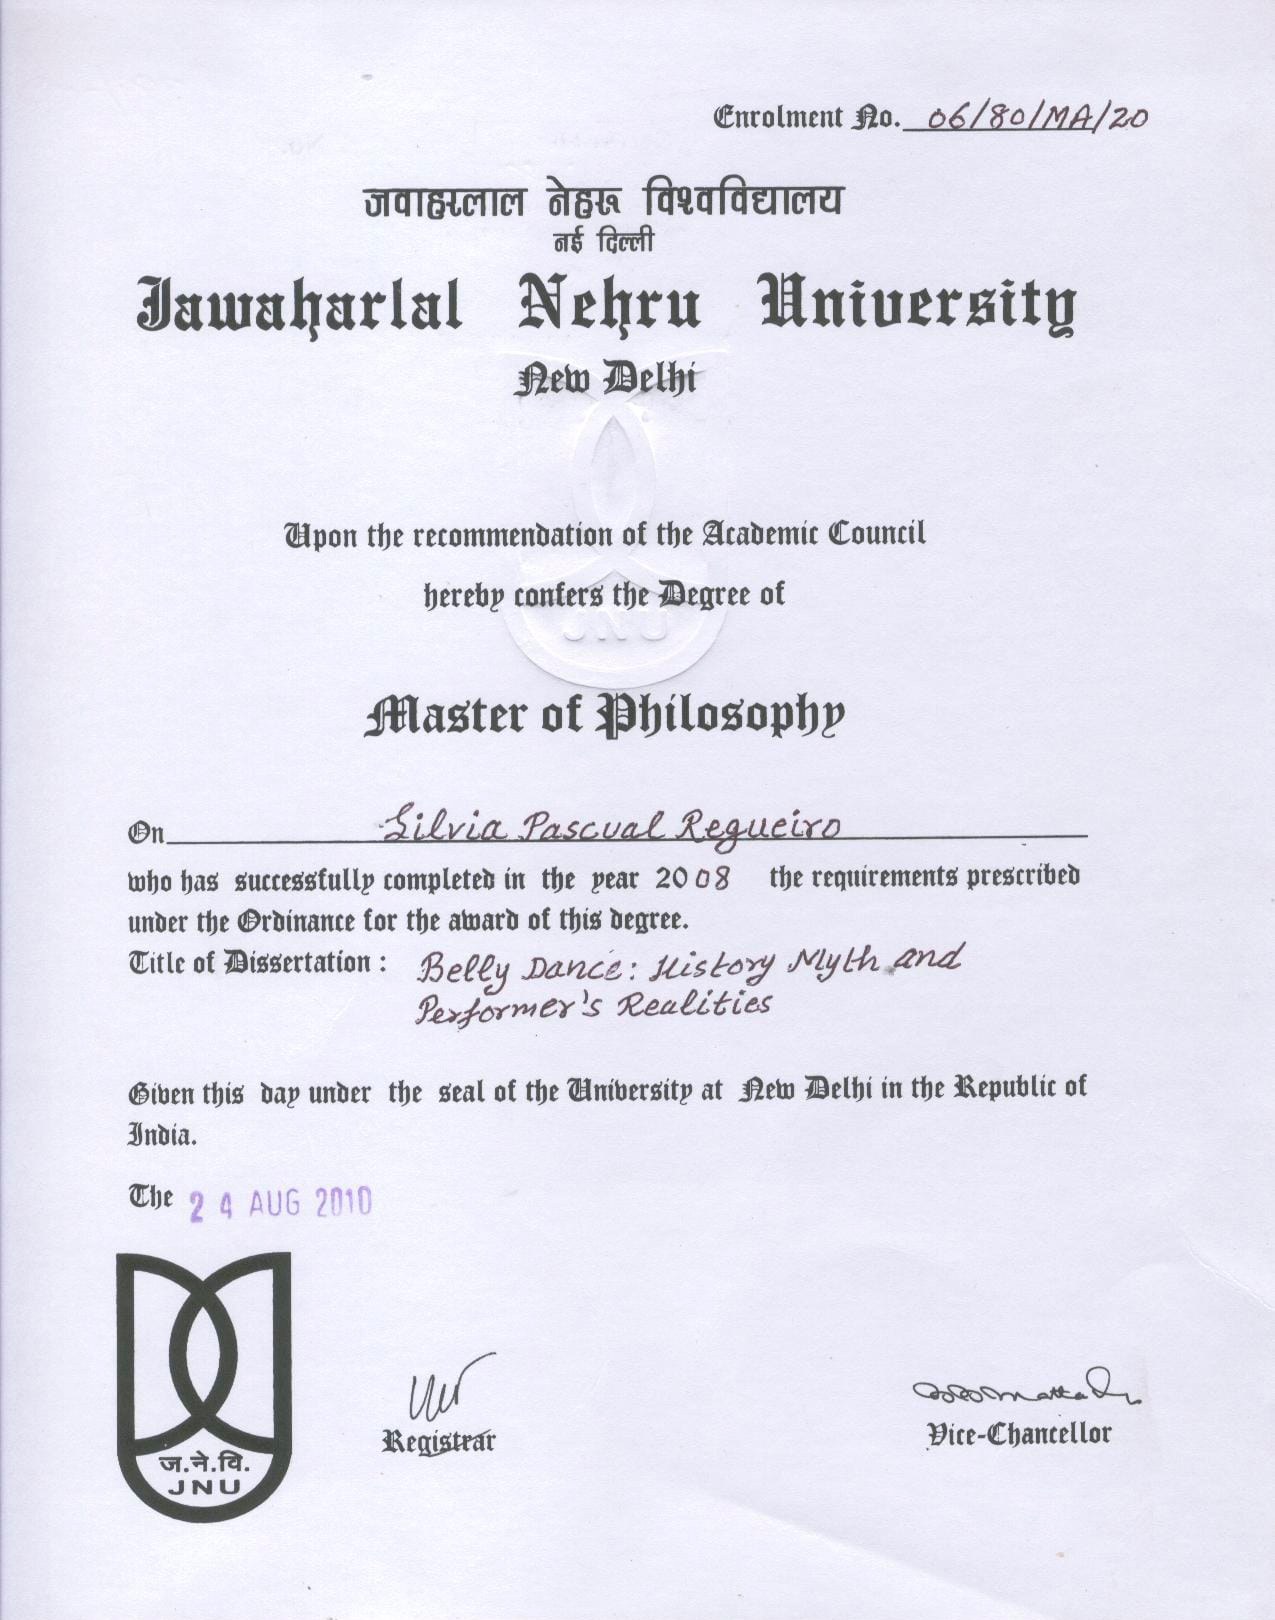 Enrolment No. 06/80/MA/20
जवाहरलाल नेहरू विश्वविद्यालय
नई दिल्ली
Jawaharlal Nehru University
New Delhi
Upon the recommendation of the Academic Council
hereby confers the Degree of
JNU
Master of Philosophy
On Silvia Pascual Regueiro
who has successfully completed in the year 2008 the requirements prescribed
under the Ordinance for the award of this degree.
Title of Dissertation : Belly Dance: History Myth and
Performer's Realities
Given this day under the seal of the University at New Delhi in the Republic of
India.
The 24 AUG 2010
ज.ने.वि.
JNU
Registrar
Vice-Chancellor